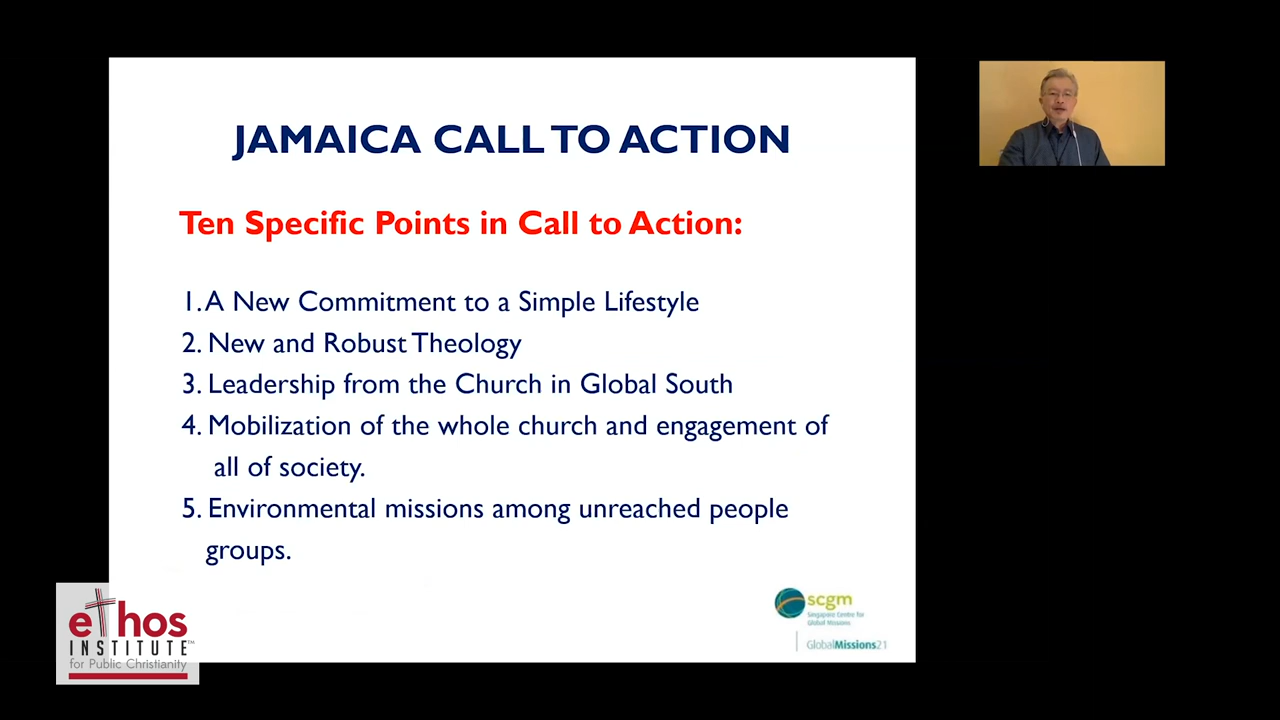 JAMAICA CALL TO ACTION
Ten Specific Points in Call to Action:
1. A New Commitment to a Simple Lifestyle
2. New and Robust Theology
3. Leadership from the Church in Global South
4. Mobilization of the whole church and engagement of
all of society.
5. Environmental missions among unreached people
groups.
scgm
Singapore Centre for
Global Missions
GlobalMissions21
ethos
INSTITUTE™
for Public Christianity